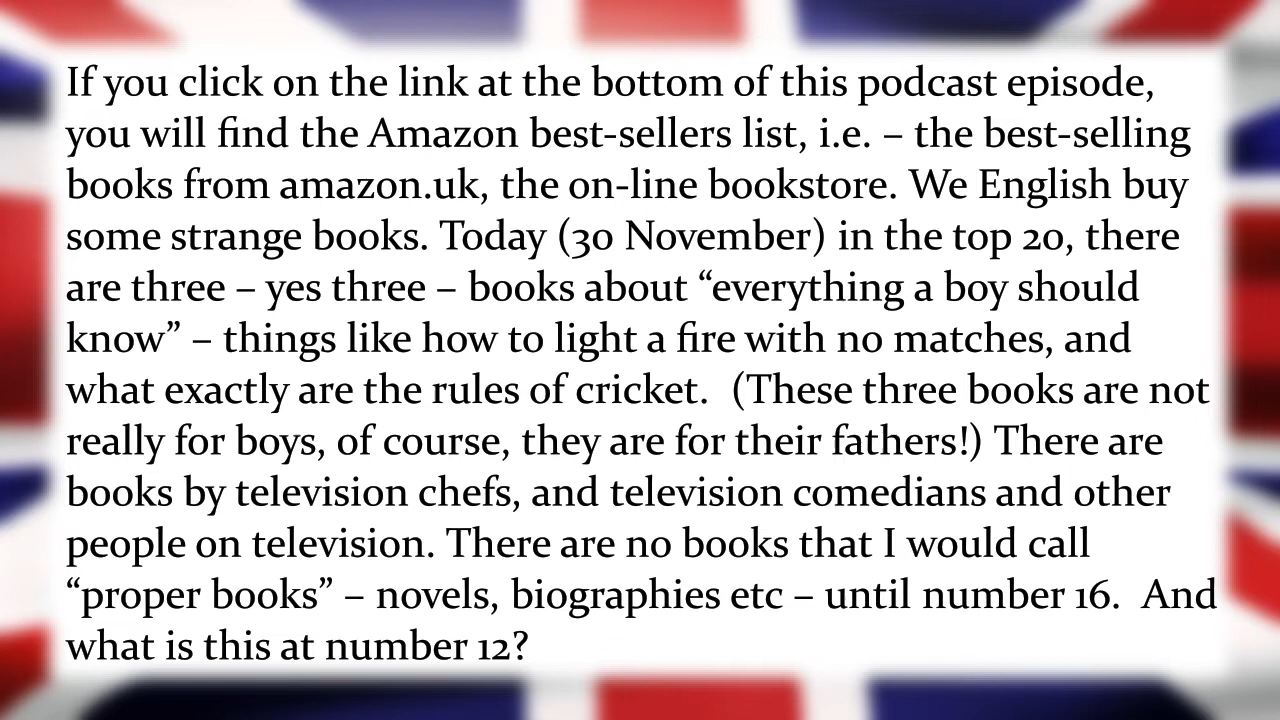 If you click on the link at the bottom of this podcast episode,
you will find the Amazon best-sellers list, i.e. – the best-selling
books from amazon.uk, the on-line bookstore. We English buy
some strange books. Today (30 November) in the top 20, there
are three – yes three – books about “everything a boy should
know” – things like how to light a fire with no matches, and
what exactly are the rules of cricket.  (These three books are not
really for boys, of course, they are for their fathers!) There are
books by television chefs, and television comedians and other
people on television. There are no books that I would call
“proper books” – novels, biographies etc – until number 16.  And
what is this at number 12?